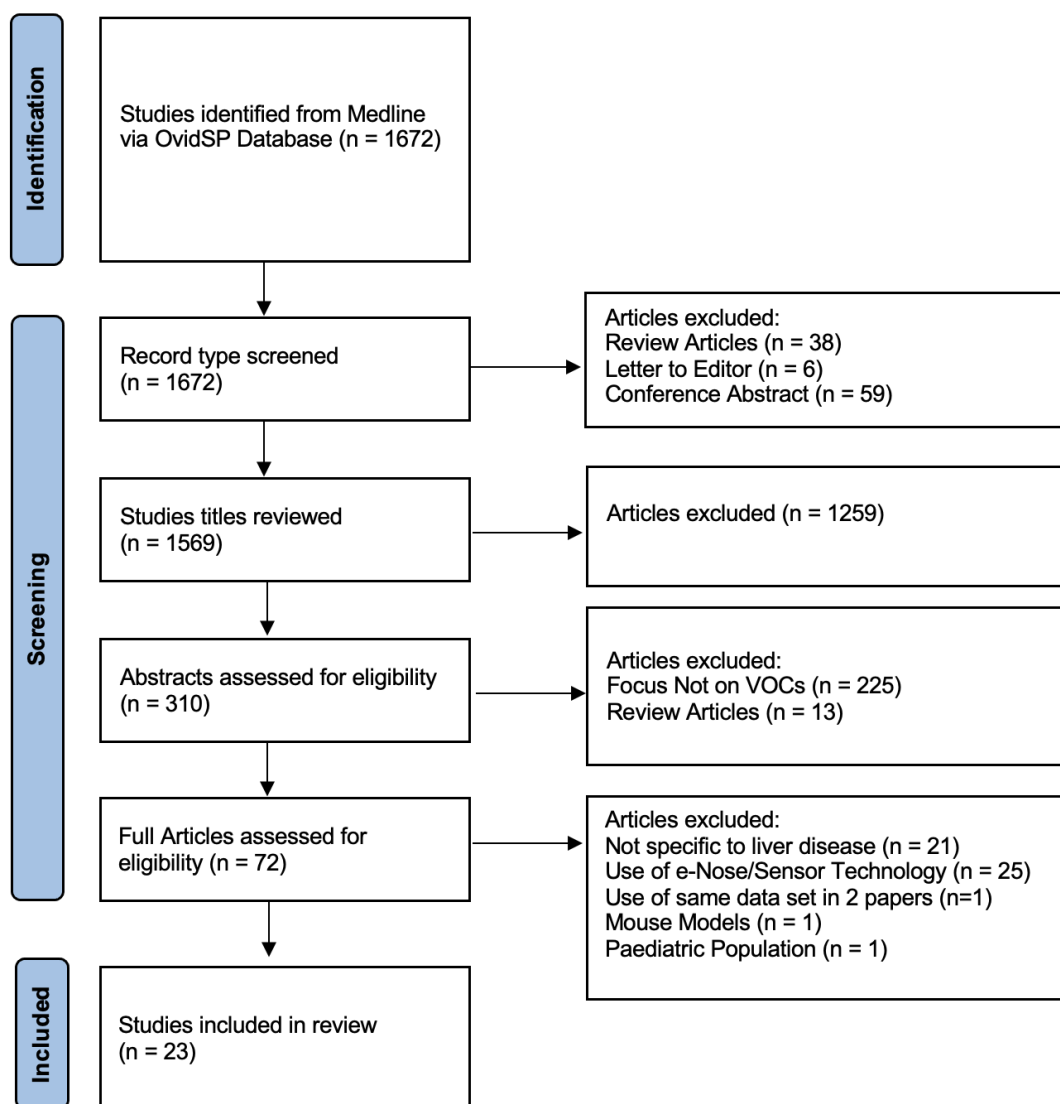 Identification
Studies identified from Medline
via OvidSP Database (n = 1672)
Screening
Record type screened
(n = 1672)
Articles excluded:
Review Articles (n = 38)
Letter to Editor (n = 6)
Conference Abstract (n = 59)
Studies titles reviewed
(n = 1569)
Articles excluded (n = 1259)
Abstracts assessed for eligibility
(n = 310)
Articles excluded:
Focus Not on VOCs (n = 225)
Review Articles (n = 13)
Full Articles assessed for
eligibility (n = 72)
Articles excluded:
Not specific to liver disease (n = 21)
Use of e-Nose/Sensor Technology (n = 25)
Use of same data set in 2 papers (n=1)
Mouse Models (n = 1)
Paediatric Population (n = 1)
Included
Studies included in review
(n = 23)